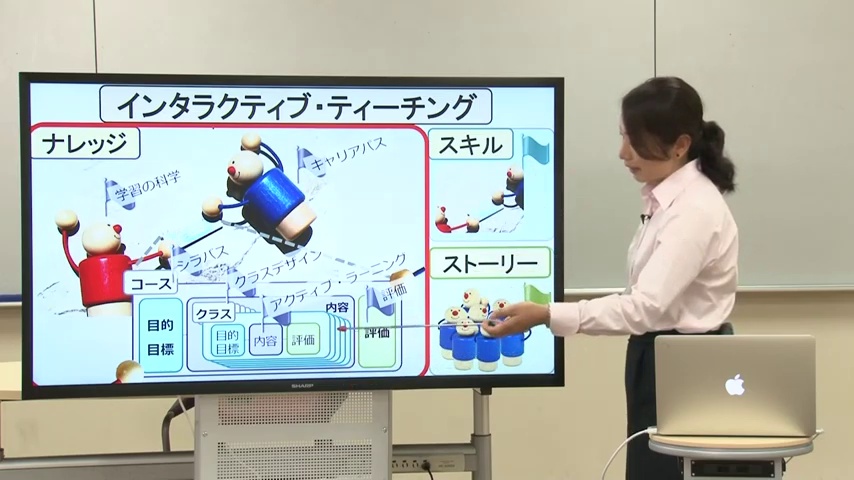 インタラクティブ・ティーチング
ナレッジ
スキル
キャリアパス
学習の科学
シラバス
クラスデザイン
アクティブ・ラーニング
評価
ストーリー
コース
目的
目標
クラス
内容
目的
目標
内容
評価
評価
SHARP